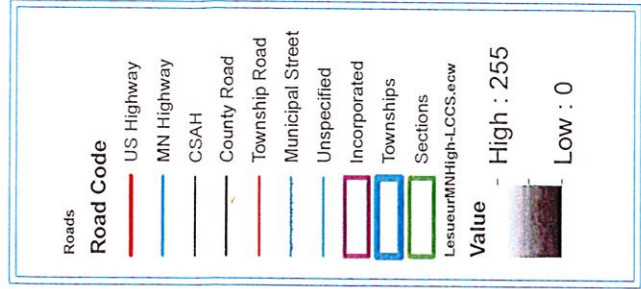 Roads
Road Code
US Highway
MN Highway
CSAH
County Road
Township Road
Municipal Street
Unspecified
Incorporated
Townships
Sections
LesueurMNHigh-LCCS.ecw
Value
High : 255
Low : 0